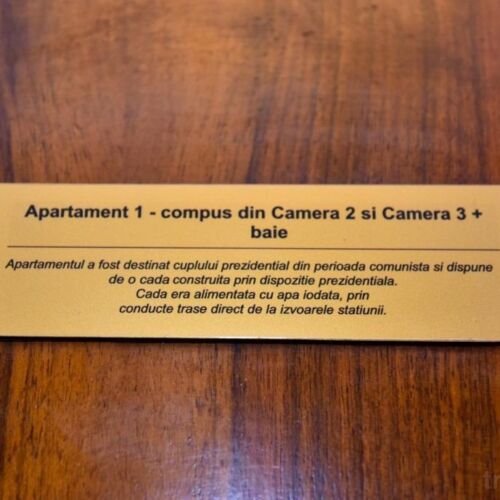 Apartament 1 - compus din Camera 2 si Camera 3 +
baie
Apartamentul a fost destinat cuplului prezidential din perioada comunista si dispune
de o cada construita prin dispozitie prezidentiala.
Cada era alimentata cu apa iodata, prin
conducte trase direct de la izvoarele statiunii.